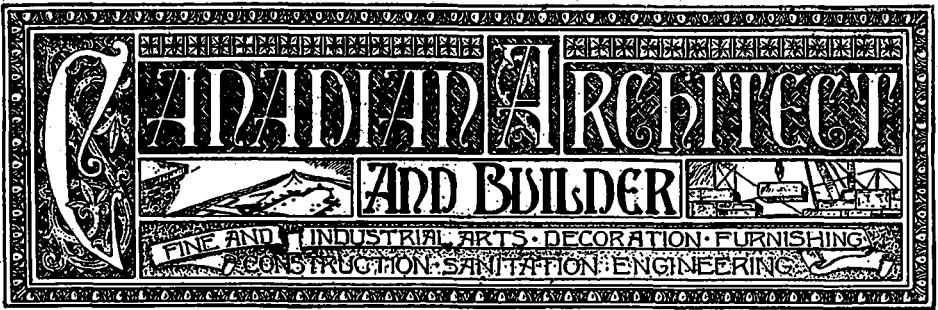 CANADIAN ARCHITECT
AND BUILDER
FINE AND INDUSTRIAL ARTS · DECORATION · FURNISHING
CONSTRUCTION · SANITATION · ENGINEERING